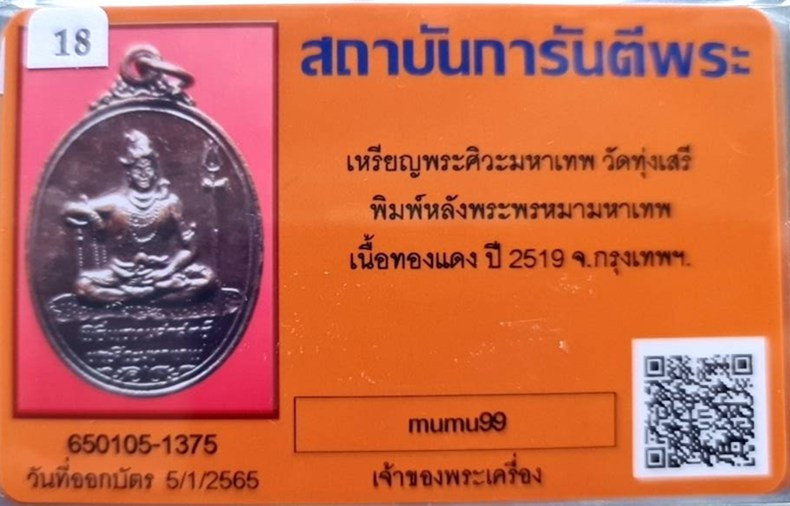 18
สถาบันการันตีพระ
เหรียญพระศิวะมหาเทพ วัดทุ่งเสรี
พิมพ์หลังพระพรหมามหาเทพ
เนื้อทองแดง ปี 2519 จ.กรุงเทพฯ.
mumu99
เจ้าของพระเครื่อง
650105-1375
วันที่ออกบัตร 5/1/2565